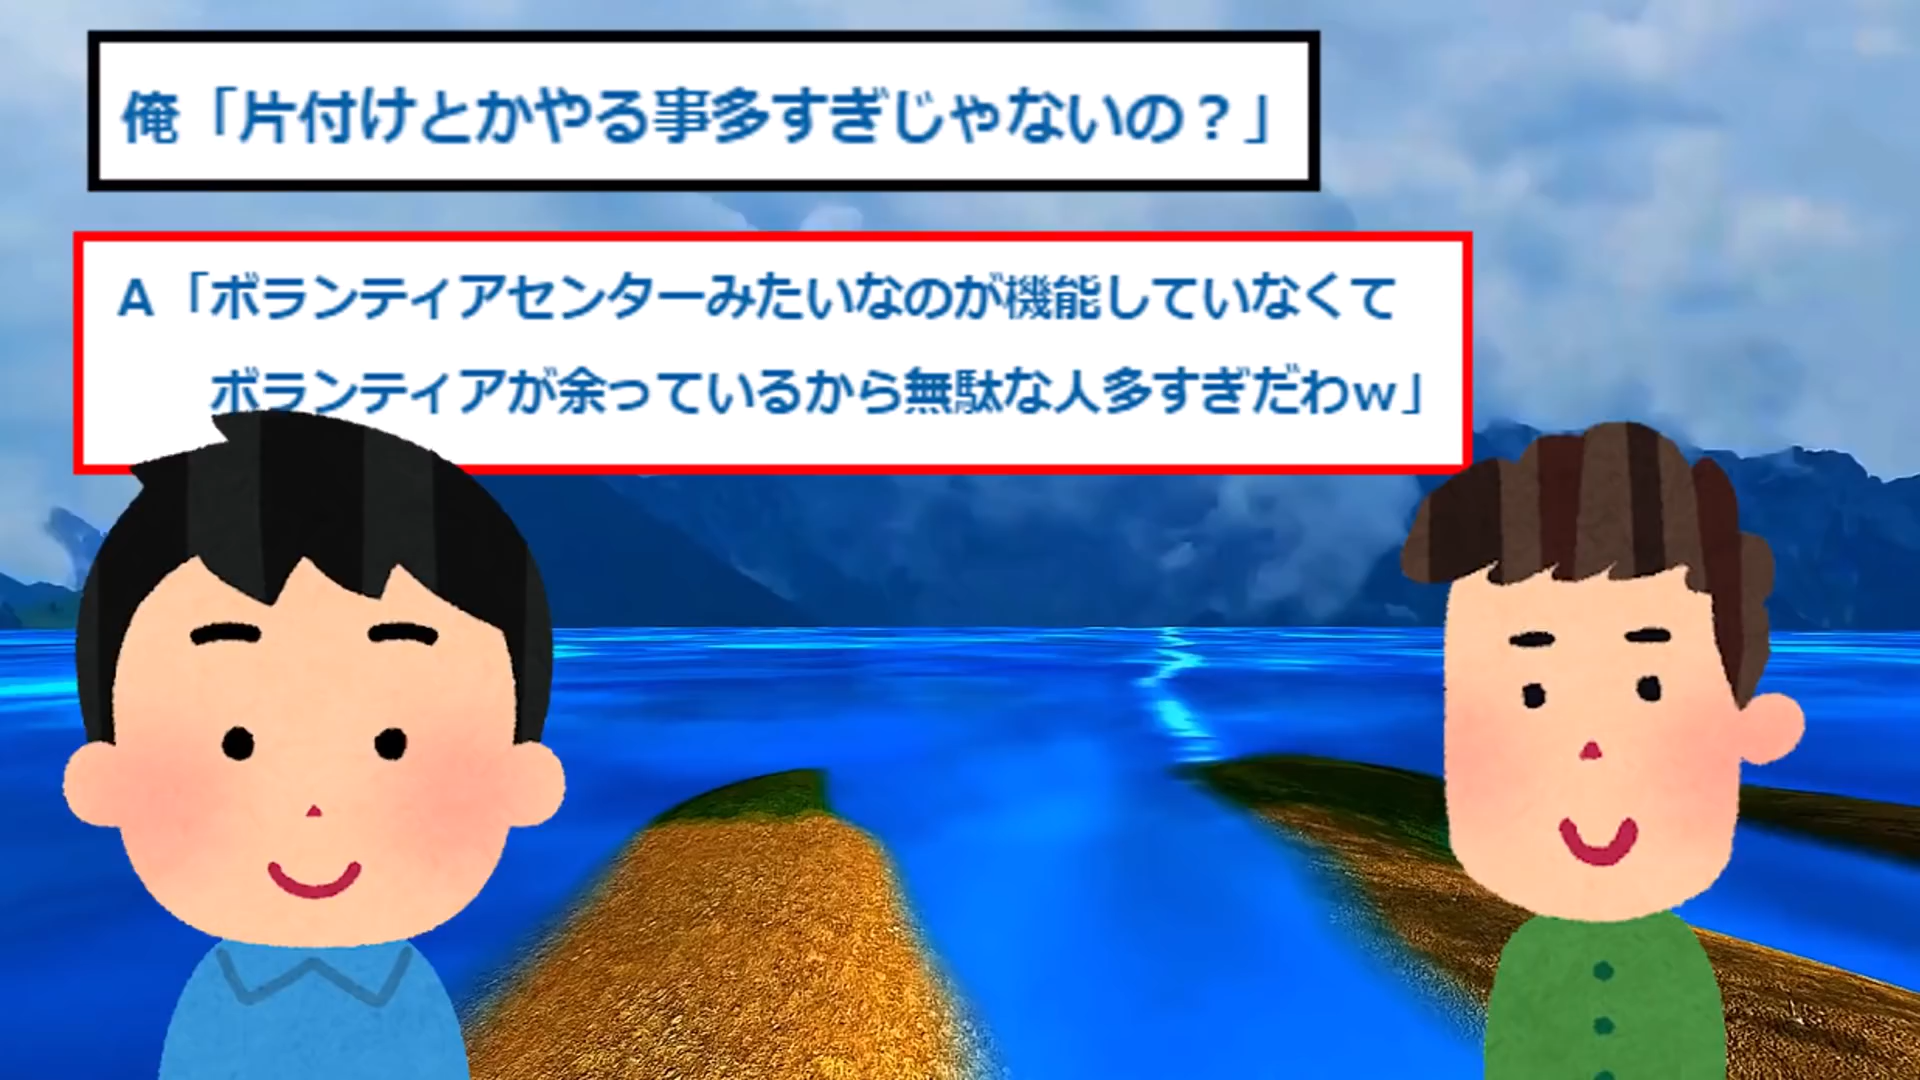 俺「片付けとかやる事多すぎじゃないの？」
A「ボランティアセンターみたいなのが機能していなくて
ボランティアが余っているから無駄な人多すぎだわｗ」